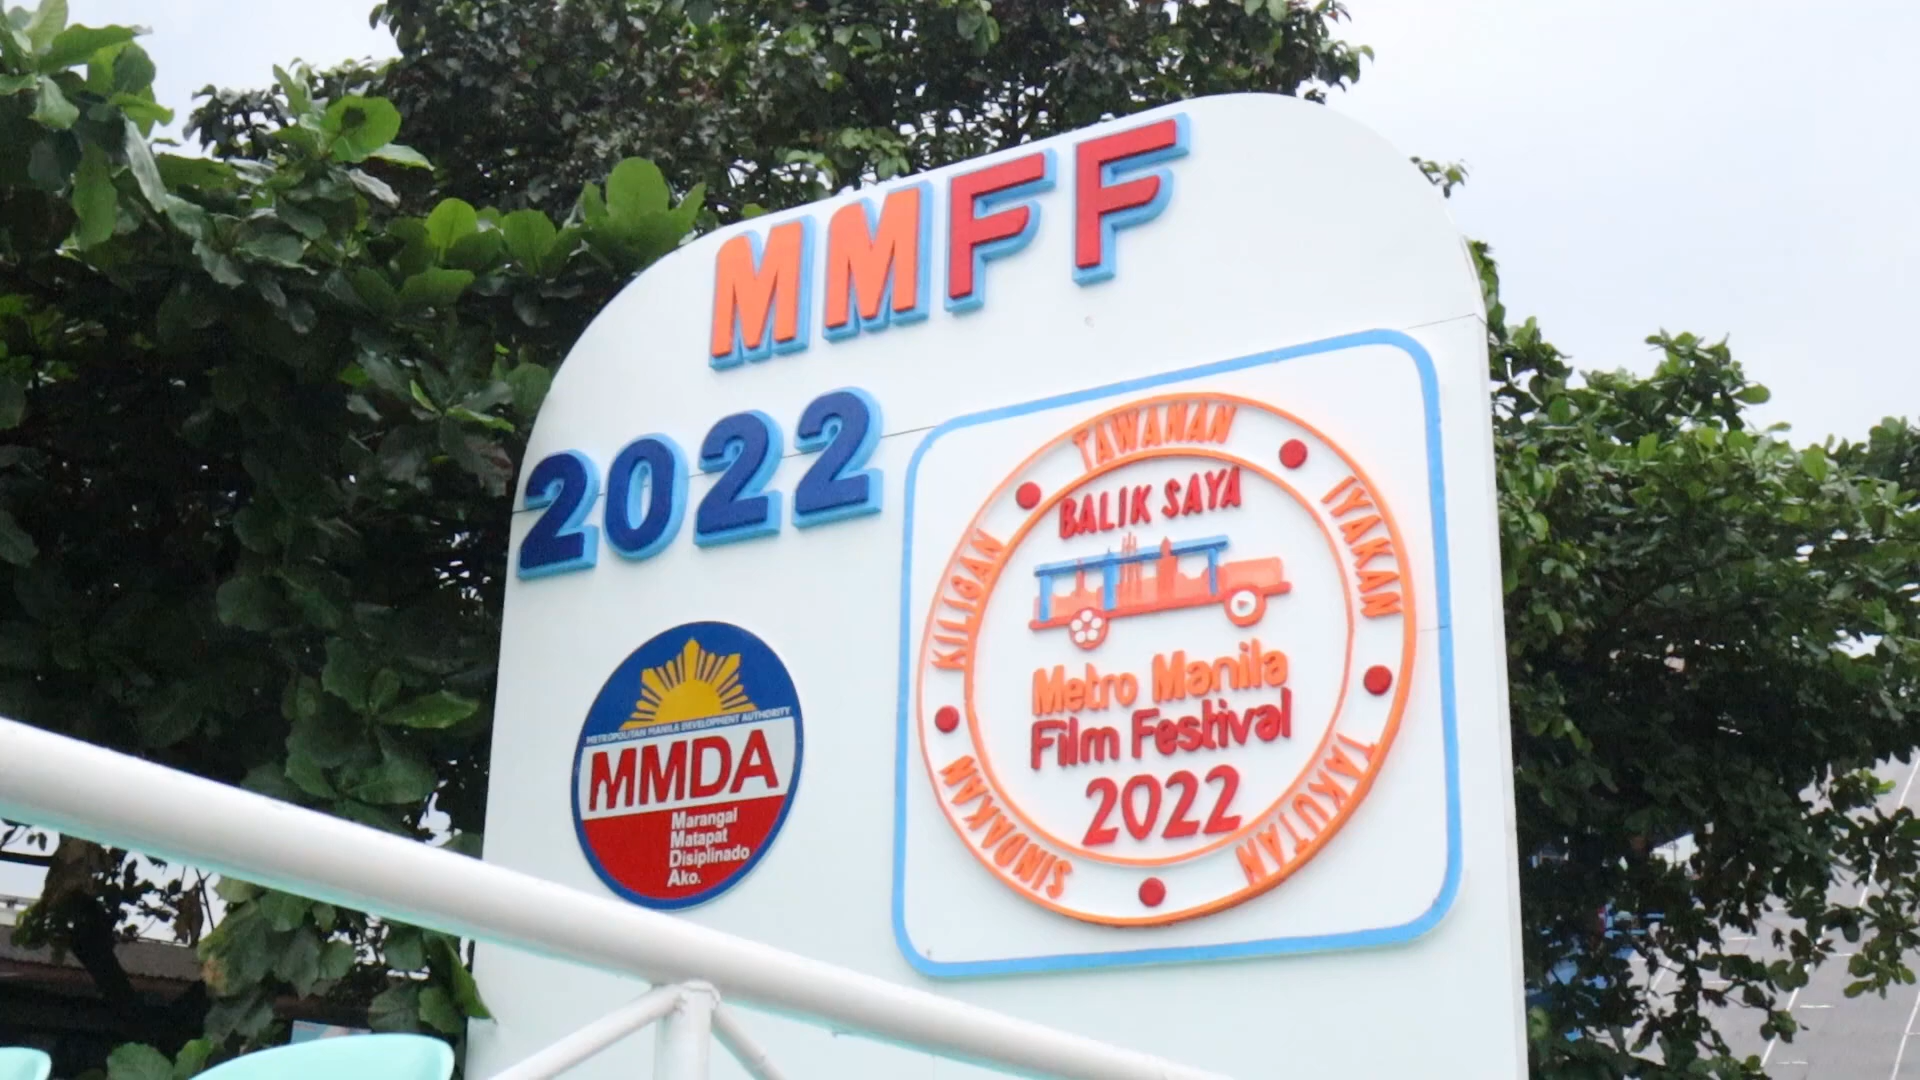 MMFF
2022
METROPOLITAN MANILA DEVELOPMENT AUTHORITY
MMDA
Marangal
Matapat
Disiplinado
Ako.
TAWANAN
IYAKAN
TAKUTAN
SINDAKAN
KILIGAN
BALIK SAYA
Metro Manila
Film Festival
2022